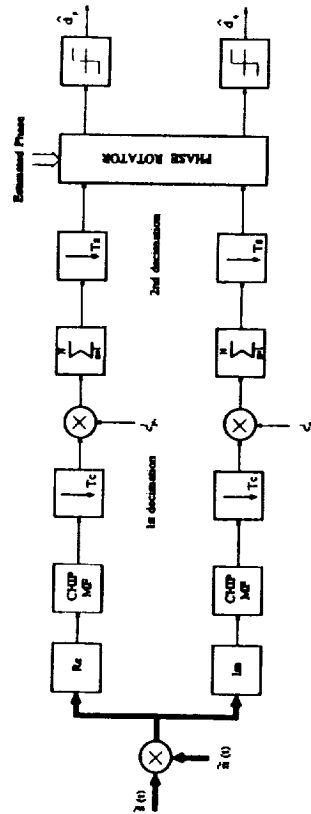 Estimated Phase
d̂
p
PHASE ROTATOR
2nd decimation
Ts
N
Σ
1st decimation
Tc
CHIP
MF
Re
(t)
(t)
Im
CHIP
MF
Tc
N
Σ
Ts
d̂